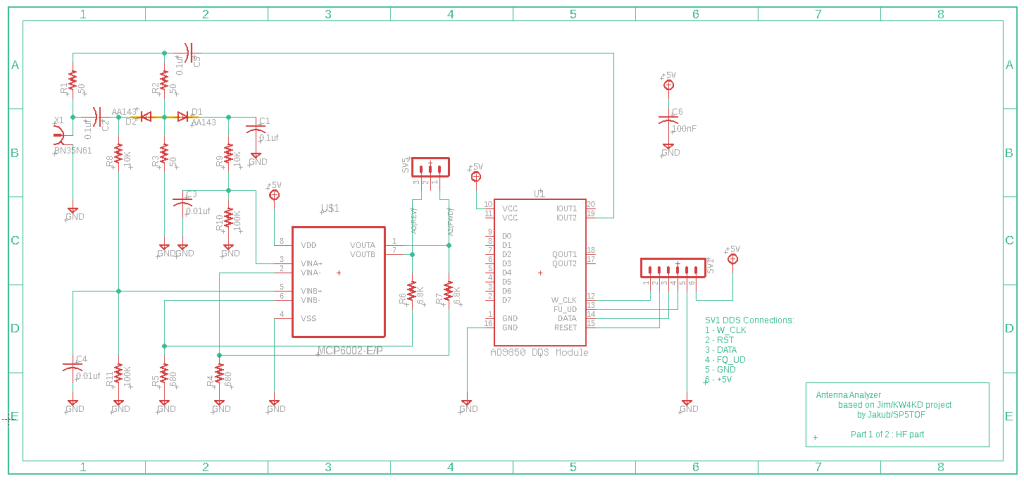 1 2 3 4 5 6 7 8
A
B
C
D
E
R1
50
R2
50
0.1uf
C5
+5V
C6
100nF
GND
X1
BN35N61
0.1uf
C2
AA143
D2
D1
AA143
C1
0.1uf
GND
R8
10K
R3
50
R9
10K
C3
0.01uf
R10
100K
GND
GND
GND
GND
+5V
U$1
VDD
VINA+
VINA-
VINB+
VINB-
VSS
VOUTA
VOUTB
8
3
2
5
6
4
1
7
MCP6002-E/P
3
2
1
+5V
R6
6.8K
R7
6.8K
U1
10 VCC
11 VCC
9 D0
8 D1
7 D2
6 D3
5 D4
4 D5
3 D6
2 D7
1 GND
16 GND
IOUT1 20
IOUT2 19
QOUT1 18
QOUT2 17
W_CLK 12
FU_UD 13
DATA 14
RESET 15
AD9850 DDS Module
SV1
1 2 3 4 5 6
+5V
SV1 DDS Connections:
1 - W_CLK
2 - RST
3 - DATA
4 - FQ_UD
5 - GND
6 - +5V
C4
0.01uf
R11
100K
R5
680
R4
680
GND
GND
GND
GND
GND
GND
GND
Antenna Analyzer
based on Jim/KW4KD project
by Jakub/SP5TOF
Part 1 of 2 : HF part
A
B
C
D
E
1 2 3 4 5 6 7 8